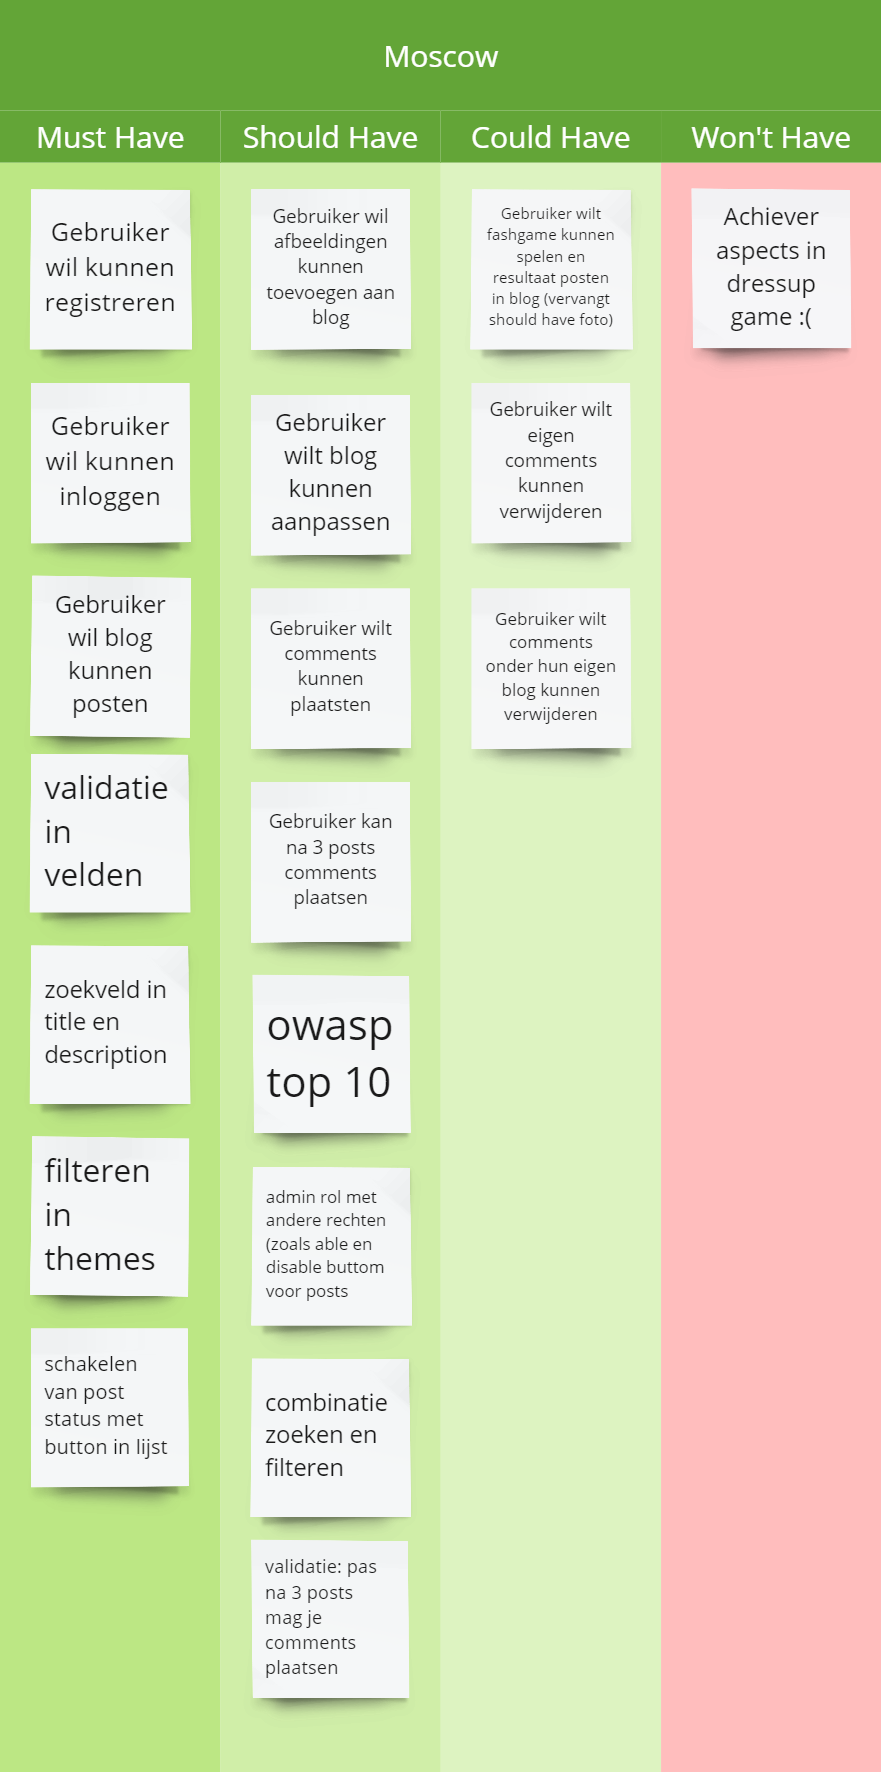 Moscow
Must Have
Should Have
Could Have
Won't Have
Gebruiker
wil kunnen
registreren
Gebruiker
wil kunnen
inloggen
Gebruiker
wil blog
kunnen
posten
validatie
in
velden
zoekveld in
title en
description
filteren
in
themes
schakelen
van post
status met
button in lijst
Gebruiker wil
afbeeldingen
kunnen
toevoegen aan
blog
Gebruiker
wilt blog
kunnen
aanpassen
Gebruiker wilt
comments
kunnen
plaatsten
Gebruiker kan
na 3 posts
comments
plaatsen
owasp
top 10
admin rol met
andere rechten
(zoals able en
disable buttom
voor posts
combinatie
zoeken en
filteren
validatie: pas
na 3 posts
mag je
comments
plaatsen
Gebruiker wilt
fashgame kunnen
spelen en
resultaat posten
in blog (vervangt
should have foto)
Gebruiker wilt
eigen
comments
kunnen
verwijderen
Gebruiker wilt
comments
onder hun eigen
blog kunnen
verwijderen
Achiever
aspects in
dressup
game :(